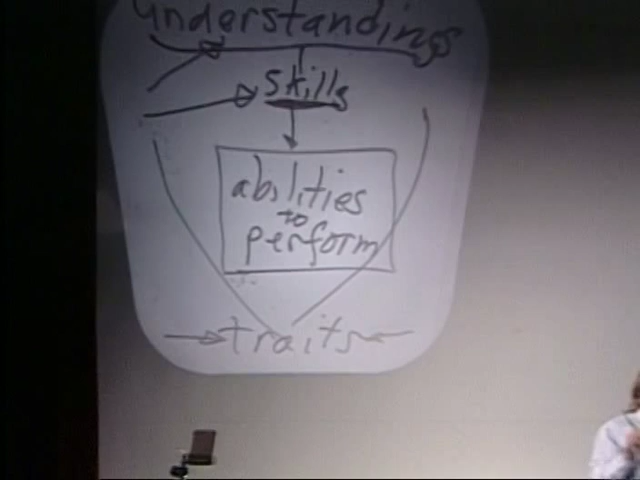 understandings
skills
abilities
to
perform
traits